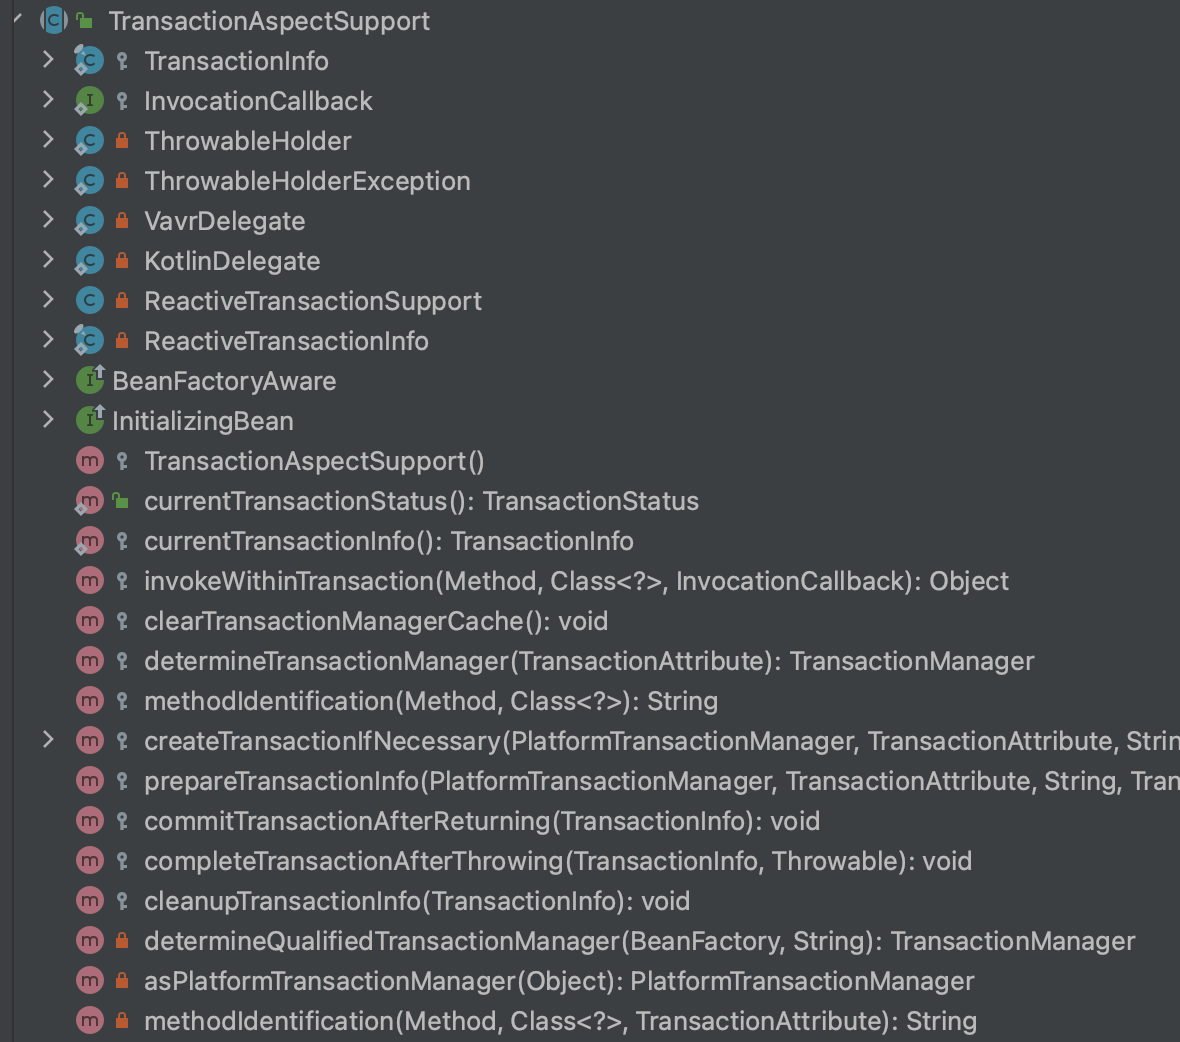 TransactionAspectSupport
TransactionInfo
InvocationCallback
ThrowableHolder
ThrowableHolderException
VavrDelegate
KotlinDelegate
ReactiveTransactionSupport
ReactiveTransactionInfo
BeanFactoryAware
InitializingBean
TransactionAspectSupport()
currentTransactionStatus(): TransactionStatus
currentTransactionInfo(): TransactionInfo
invokeWithinTransaction(Method, Class<?>, InvocationCallback): Object
clearTransactionManagerCache(): void
determineTransactionManager(TransactionAttribute): TransactionManager
methodIdentification(Method, Class<?>): String
createTransactionIfNecessary(PlatformTransactionManager, TransactionAttribute, Strin
prepareTransactionInfo(PlatformTransactionManager, TransactionAttribute, String, Tran
commitTransactionAfterReturning(TransactionInfo): void
completeTransactionAfterThrowing(TransactionInfo, Throwable): void
cleanupTransactionInfo(TransactionInfo): void
determineQualifiedTransactionManager(BeanFactory, String): TransactionManager
asPlatformTransactionManager(Object): PlatformTransactionManager
methodIdentification(Method, Class<?>, TransactionAttribute): String